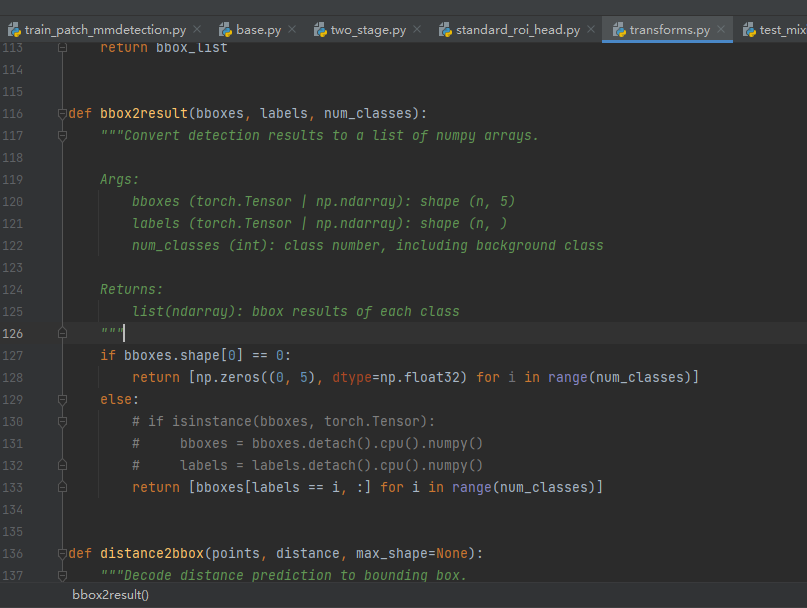 train_patch_mmdetection.py × base.py × two_stage.py × standard_roi_head.py × transforms.py × test_mix
113 return bbox_list
114
115
116 def bbox2result(bboxes, labels, num_classes):
117 """Convert detection results to a list of numpy arrays.
118
119 Args:
120 bboxes (torch.Tensor | np.ndarray): shape (n, 5)
121 labels (torch.Tensor | np.ndarray): shape (n, )
122 num_classes (int): class number, including background class
123
124 Returns:
125 list(ndarray): bbox results of each class
126 """
127 if bboxes.shape[0] == 0:
128 return [np.zeros((0, 5), dtype=np.float32) for i in range(num_classes)]
129 else:
130 # if isinstance(bboxes, torch.Tensor):
131 # bboxes = bboxes.detach().cpu().numpy()
132 # labels = labels.detach().cpu().numpy()
133 return [bboxes[labels == i, :] for i in range(num_classes)]
134
135
136 def distance2bbox(points, distance, max_shape=None):
137 """Decode distance prediction to bounding box.
bbox2result()